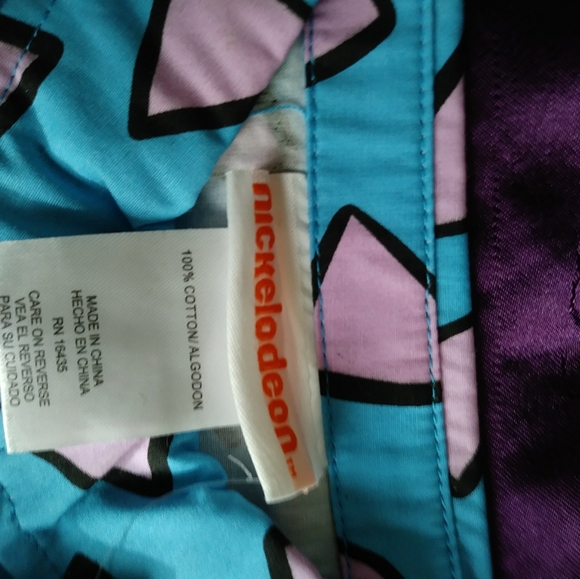 nickelodeon™
100% COTTON/ALGODON
MADE IN CHINA
HECHO EN CHINA
RN 16435
CARE ON REVERSE
VEA EL REVERSO
PARA SU CUIDADO